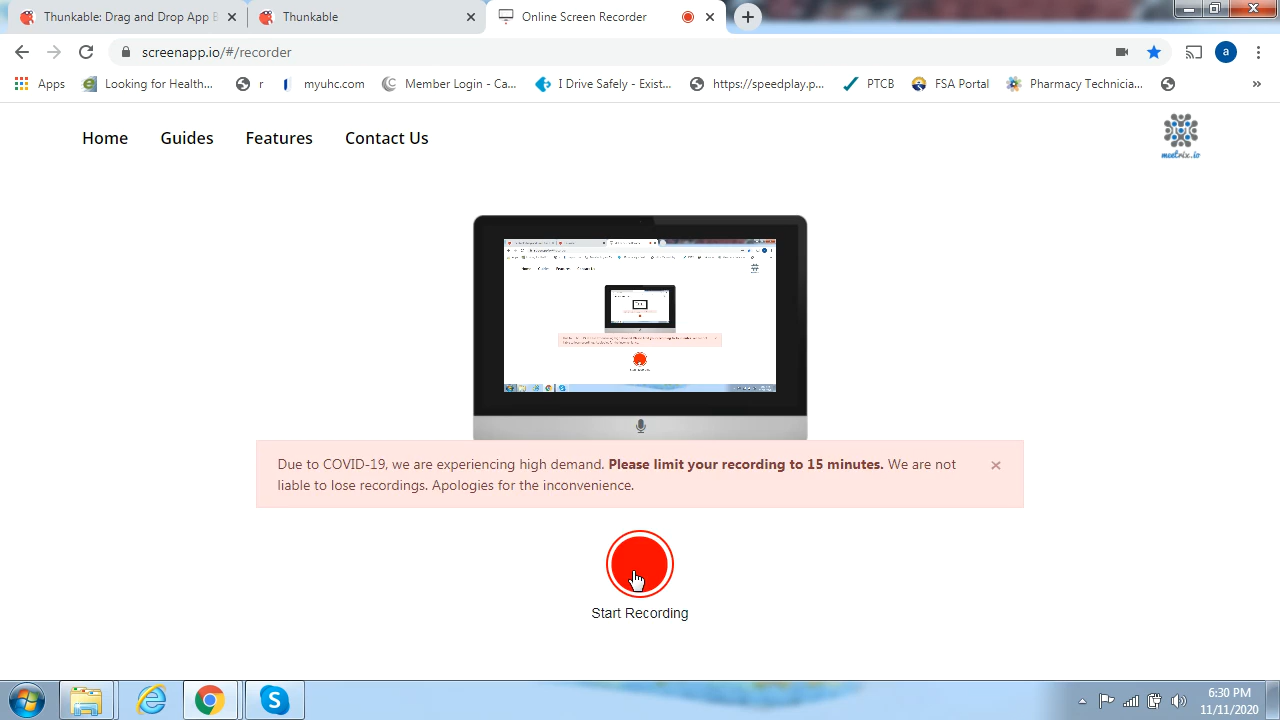 Thunkable: Drag and Drop App B
Thunkable
Online Screen Recorder
screenapp.io/#/recorder
a
Apps
Looking for Health...
r
myuhc.com
Member Login - Ca...
I Drive Safely - Exist...
https://speedplay.p...
PTCB
FSA Portal
Pharmacy Technicia...
»
Home
Guides
Features
Contact Us
meetrix.io
Due to COVID-19, we are experiencing high demand. Please limit your recording to 15 minutes. We are not
liable to lose recordings. Apologies for the inconvenience.
Start Recording
6:30 PM
11/11/2020